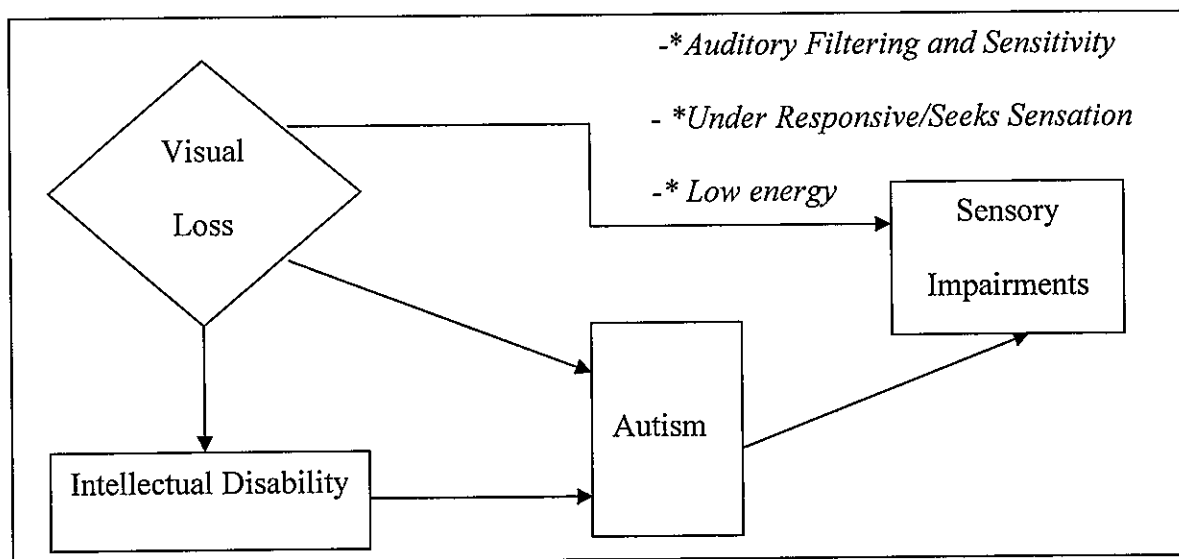 -*Auditory Filtering and Sensitivity
- *Under Responsive/Seeks Sensation
-* Low energy
Visual
Loss
Sensory
Impairments
Autism
Intellectual Disability